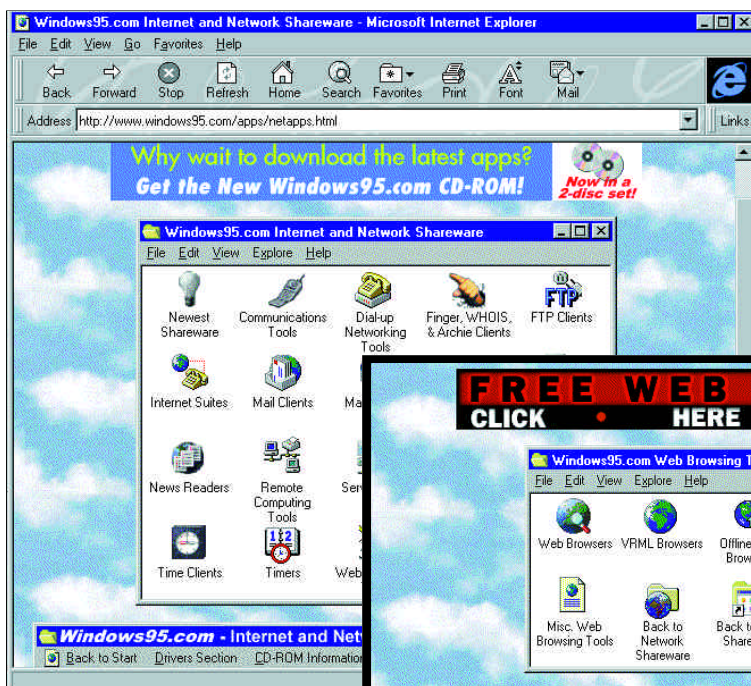 Windows95.com Internet and Network Shareware - Microsoft Internet Explorer
File Edit View Go Favorites Help
Back Forward Stop Refresh Home Search Favorites Print Font Mail
Address http://www.windows95.com/apps/netapps.html Links
Why wait to download the latest apps?
Get the New Windows95.com CD-ROM!
Now in a
2-disc set!
Windows95.com Internet and Network Shareware
File Edit View Explore Help
Newest
Shareware
Communications
Tools
Dial-up
Networking
Tools
Finger, WHOIS,
& Archie Clients
FTP
FTP Clients
Internet Suites
Mail Clients
News Readers
Remote
Computing
Tools
Time Clients
12
Timers
Web
Windows95.com - Internet and
Back to Start Drivers Section CD-ROM Information
FREE WEB
CLICK • HERE
Windows95.com Web Browsing
File Edit View Explore Help
Web Browsers
VRML Browsers
Offline
Misc. Web
Browsing Tools
Back to
Network
Shareware
Back